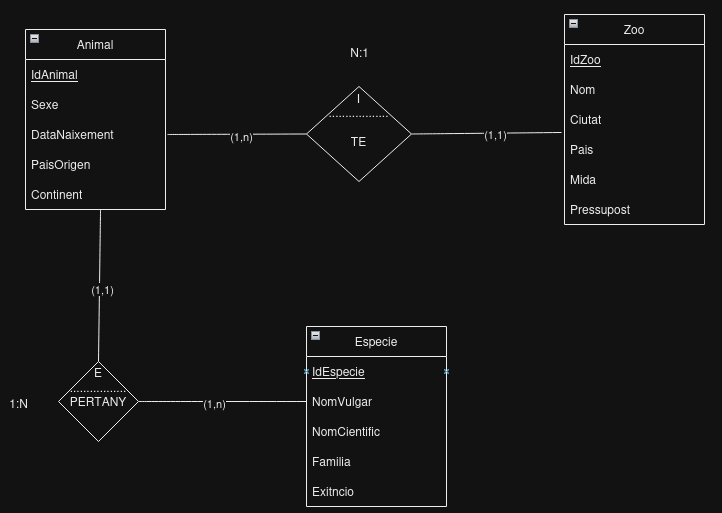 Animal
IdAnimal
Sexe
DataNaixement
PaisOrigen
Continent
N:1
I
TE
(1,n)
(1,1)
Zoo
IdZoo
Nom
Ciutat
Pais
Mida
Pressupost
(1,1)
E
PERTANY
1:N
(1,n)
Especie
IdEspecie
NomVulgar
NomCientific
Familia
Exitncio